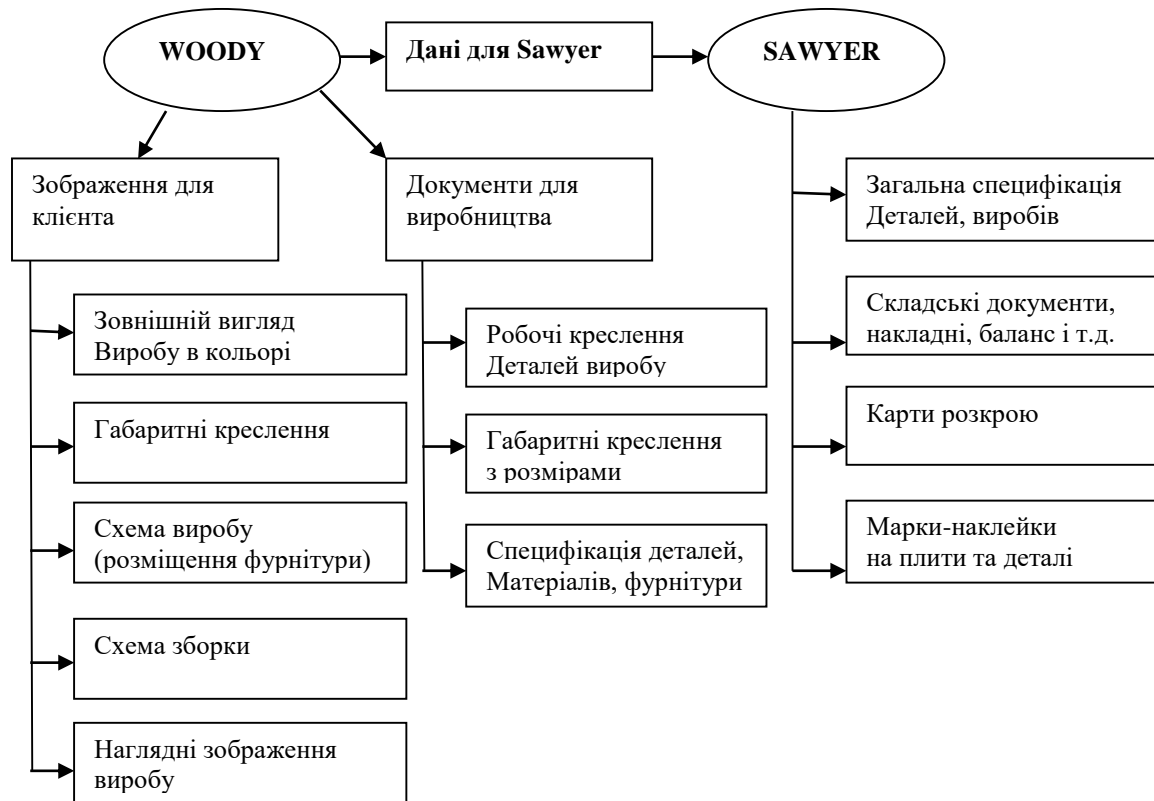 WOODY
Дані для Sawyer
SAWYER
Зображення для
клієнта
Зовнішній вигляд
Виробу в кольорі
Габаритні креслення
Схема виробу
(розміщення фурнітури)
Схема зборки
Наглядні зображення
виробу
Документи для
виробництва
Робочі креслення
Деталей виробу
Габаритні креслення
з розмірами
Специфікація деталей,
Матеріалів, фурнітури
Загальна специфікація
Деталей, виробів
Складські документи,
накладні, баланс і т.д.
Карти розкрою
Марки-наклейки
на плити та деталі